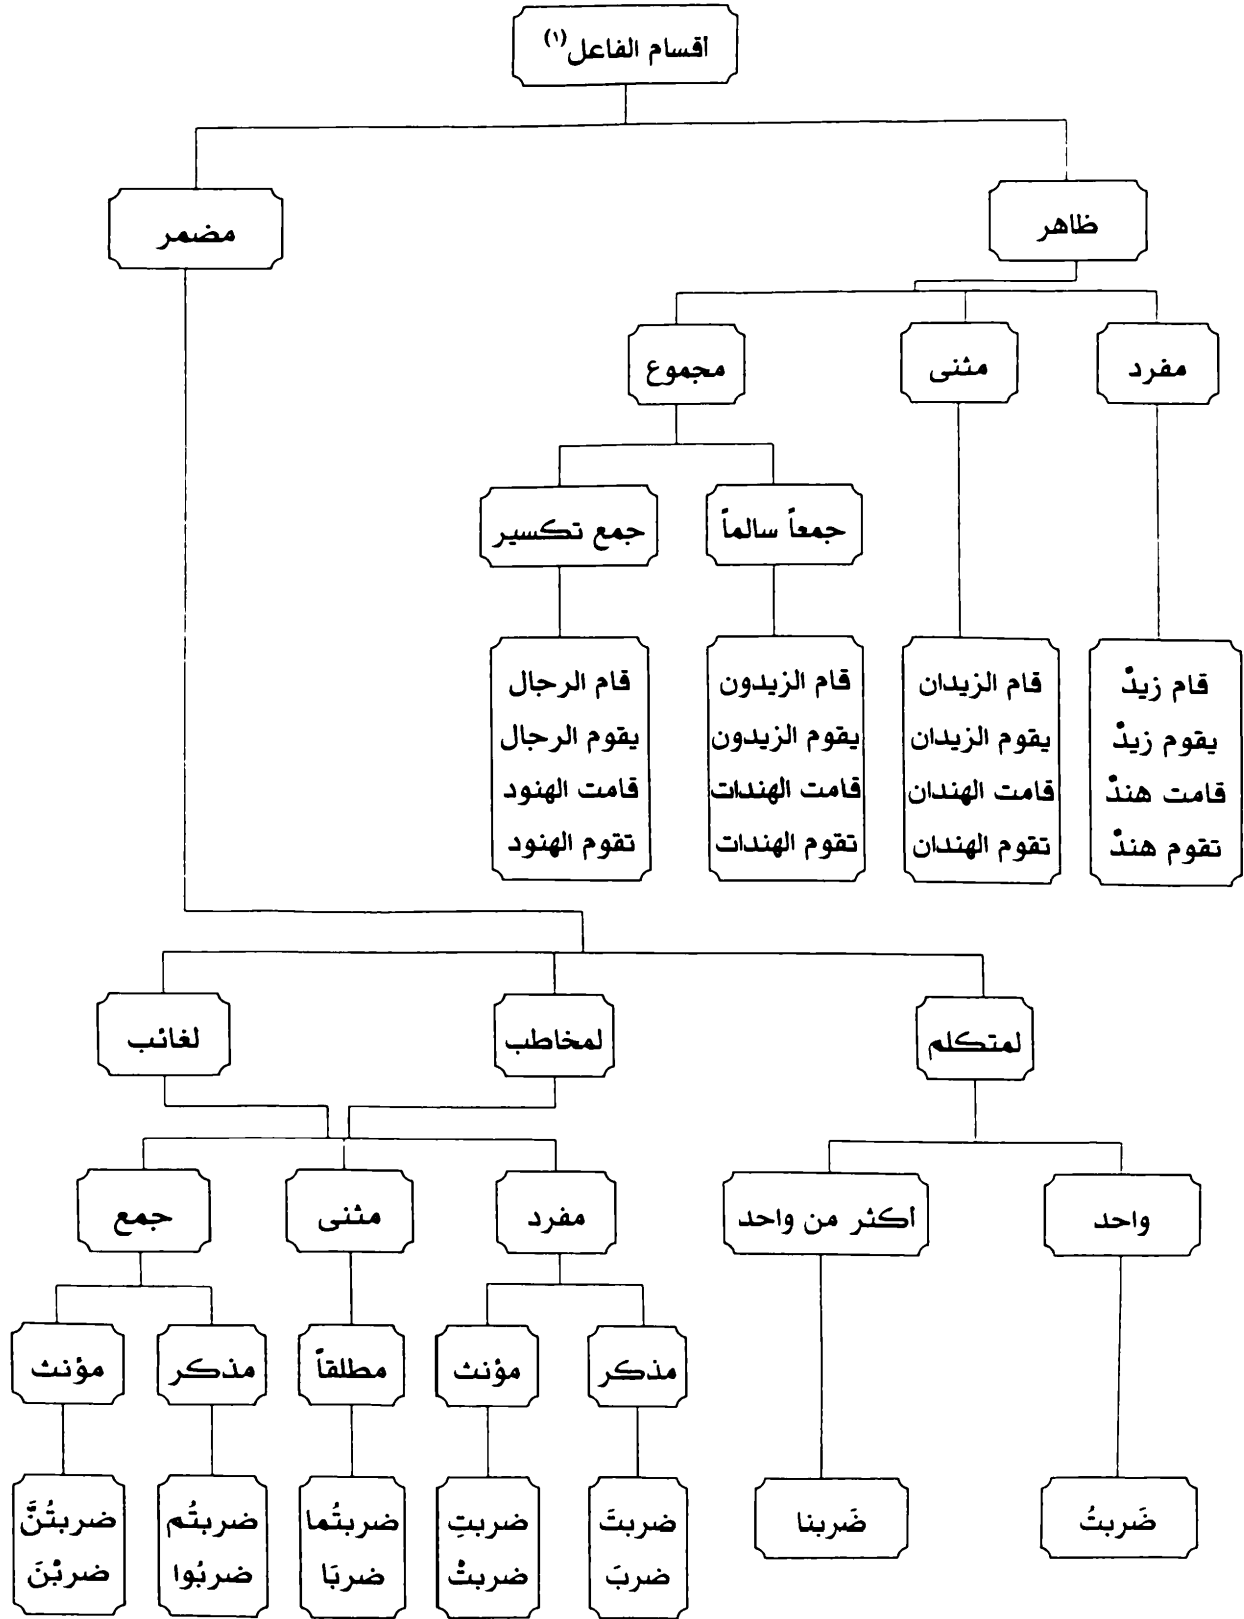 أقسام الفاعل (١)
ظاهر
مضمر
مفرد
مثنى
مجموع
جمعاً سالماً
جمع تكسير
قام زيدٌ
يقوم زيدٌ
قامت هندٌ
تقوم هندٌ
قام الزيدان
يقوم الزيدان
قامت الهندان
تقوم الهندان
قام الزيدون
يقوم الزيدون
قامت الهندات
تقوم الهندات
قام الرجال
يقوم الرجال
قامت الهنود
تقوم الهنود
لمتكلم
لمخاطب
لغائب
واحد
أكثر من واحد
مفرد
مثنى
جمع
مذكر
مؤنث
مطلقاً
مذكر
مؤنث
ضَربتُ
ضَربنا
ضربتَ
ضربَ
ضربتِ
ضربتْ
ضربتُما
ضربَا
ضربتُم
ضربُوا
ضربتُنَّ
ضربْنَ